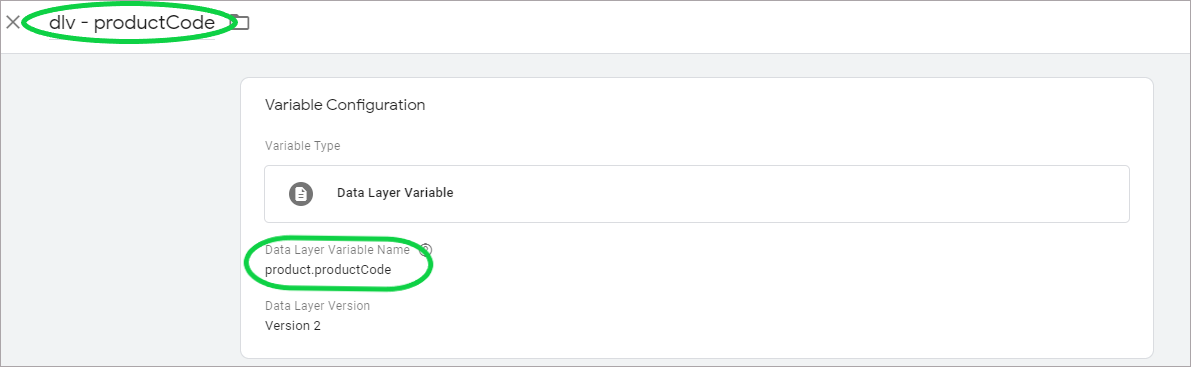 dlv - productCode
Variable Configuration
Variable Type
Data Layer Variable
Data Layer Variable Name
product.productCode
Data Layer Version
Version 2